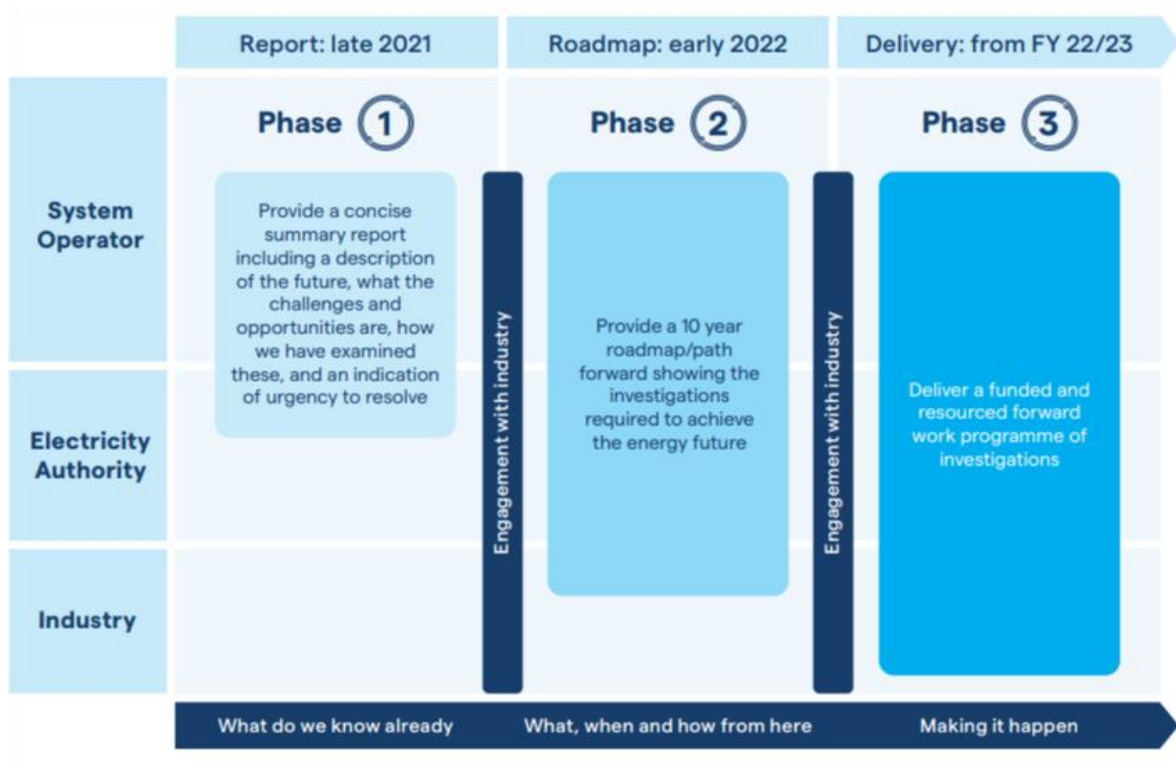 Report: late 2021
Roadmap: early 2022
Delivery: from FY 22/23
Phase 1
Phase 2
Phase 3
System
Operator
Provide a concise
summary report
including a description
of the future, what the
challenges and
opportunities are, how
we have examined
these, and an indication
of urgency to resolve
Engagement with industry
Provide a 10 year
roadmap/path
forward showing the
investigations
required to achieve
the energy future
Engagement with industry
Deliver a funded and
resourced forward
work programme of
investigations
Electricity
Authority
Industry
What do we know already
What, when and how from here
Making it happen